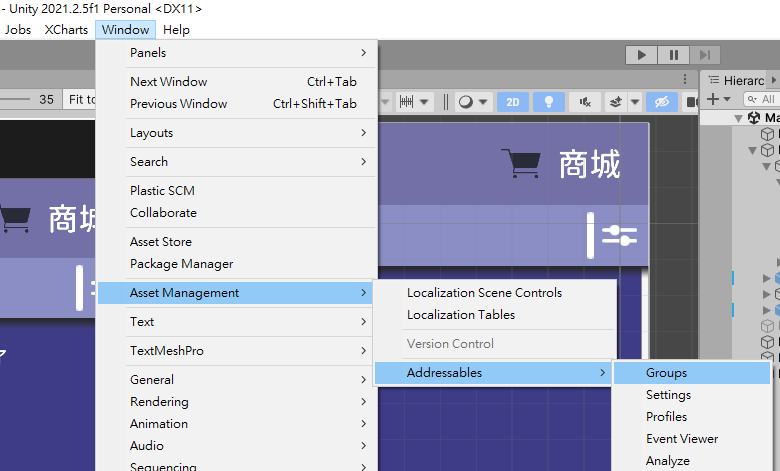 - Unity 2021.2.5f1 Personal <DX11>
Jobs XCharts Window Help
Panels
Next Window Ctrl+Tab
Previous Window Ctrl+Shift+Tab
Layouts
Search
Plastic SCM
Collaborate
Asset Store
Package Manager
Asset Management
Text
TextMeshPro
General
Rendering
Animation
Audio
Sequencing
Localization Scene Controls
Localization Tables
Version Control
Addressables
Groups
Settings
Profiles
Event Viewer
Analyze
35 Fit to
2D
Hierarc
All
Ma
商城
商城